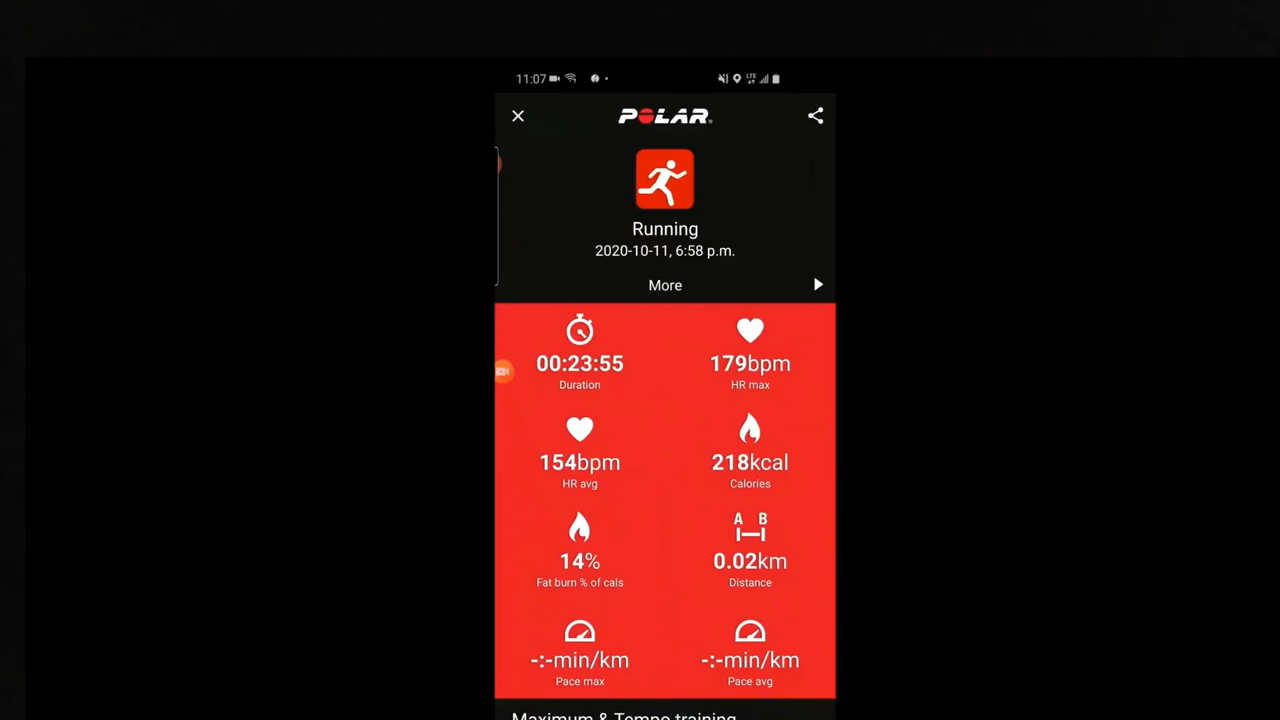 11:07
LTE
POLAR
Running
2020-10-11, 6:58 p.m.
More
00:23:55
Duration
179bpm
HR max
154bpm
HR avg
218kcal
Calories
14%
Fat burn % of cals
A B
0.02km
Distance
-:-min/km
Pace max
-:-min/km
Pace avg
Maximum & Tempo training